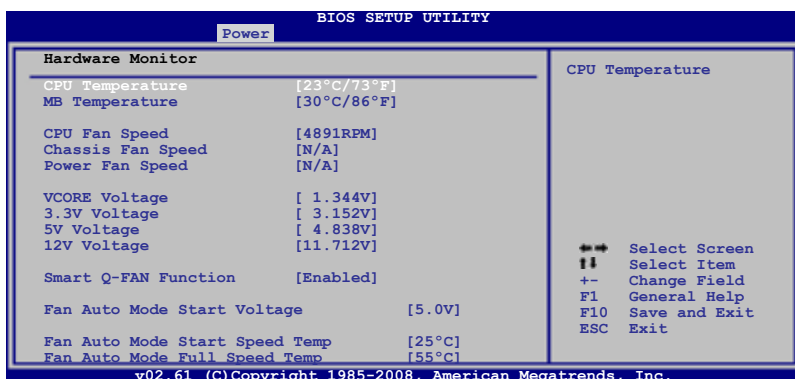 BIOS SETUP UTILITY
Power
Hardware Monitor
CPU Temperature [23°C/73°F]
MB Temperature [30°C/86°F]
CPU Fan Speed [4891RPM]
Chassis Fan Speed [N/A]
Power Fan Speed [N/A]
VCORE Voltage [ 1.344V]
3.3V Voltage [ 3.152V]
5V Voltage [ 4.838V]
12V Voltage [11.712V]
Smart Q-FAN Function [Enabled]
Fan Auto Mode Start Voltage [5.0V]
Fan Auto Mode Start Speed Temp [25°C]
Fan Auto Mode Full Speed Temp [55°C]
CPU Temperature
←→ Select Screen
↑↓ Select Item
+- Change Field
F1 General Help
F10 Save and Exit
ESC Exit
v02.61 (C)Copyright 1985-2008, American Megatrends, Inc.